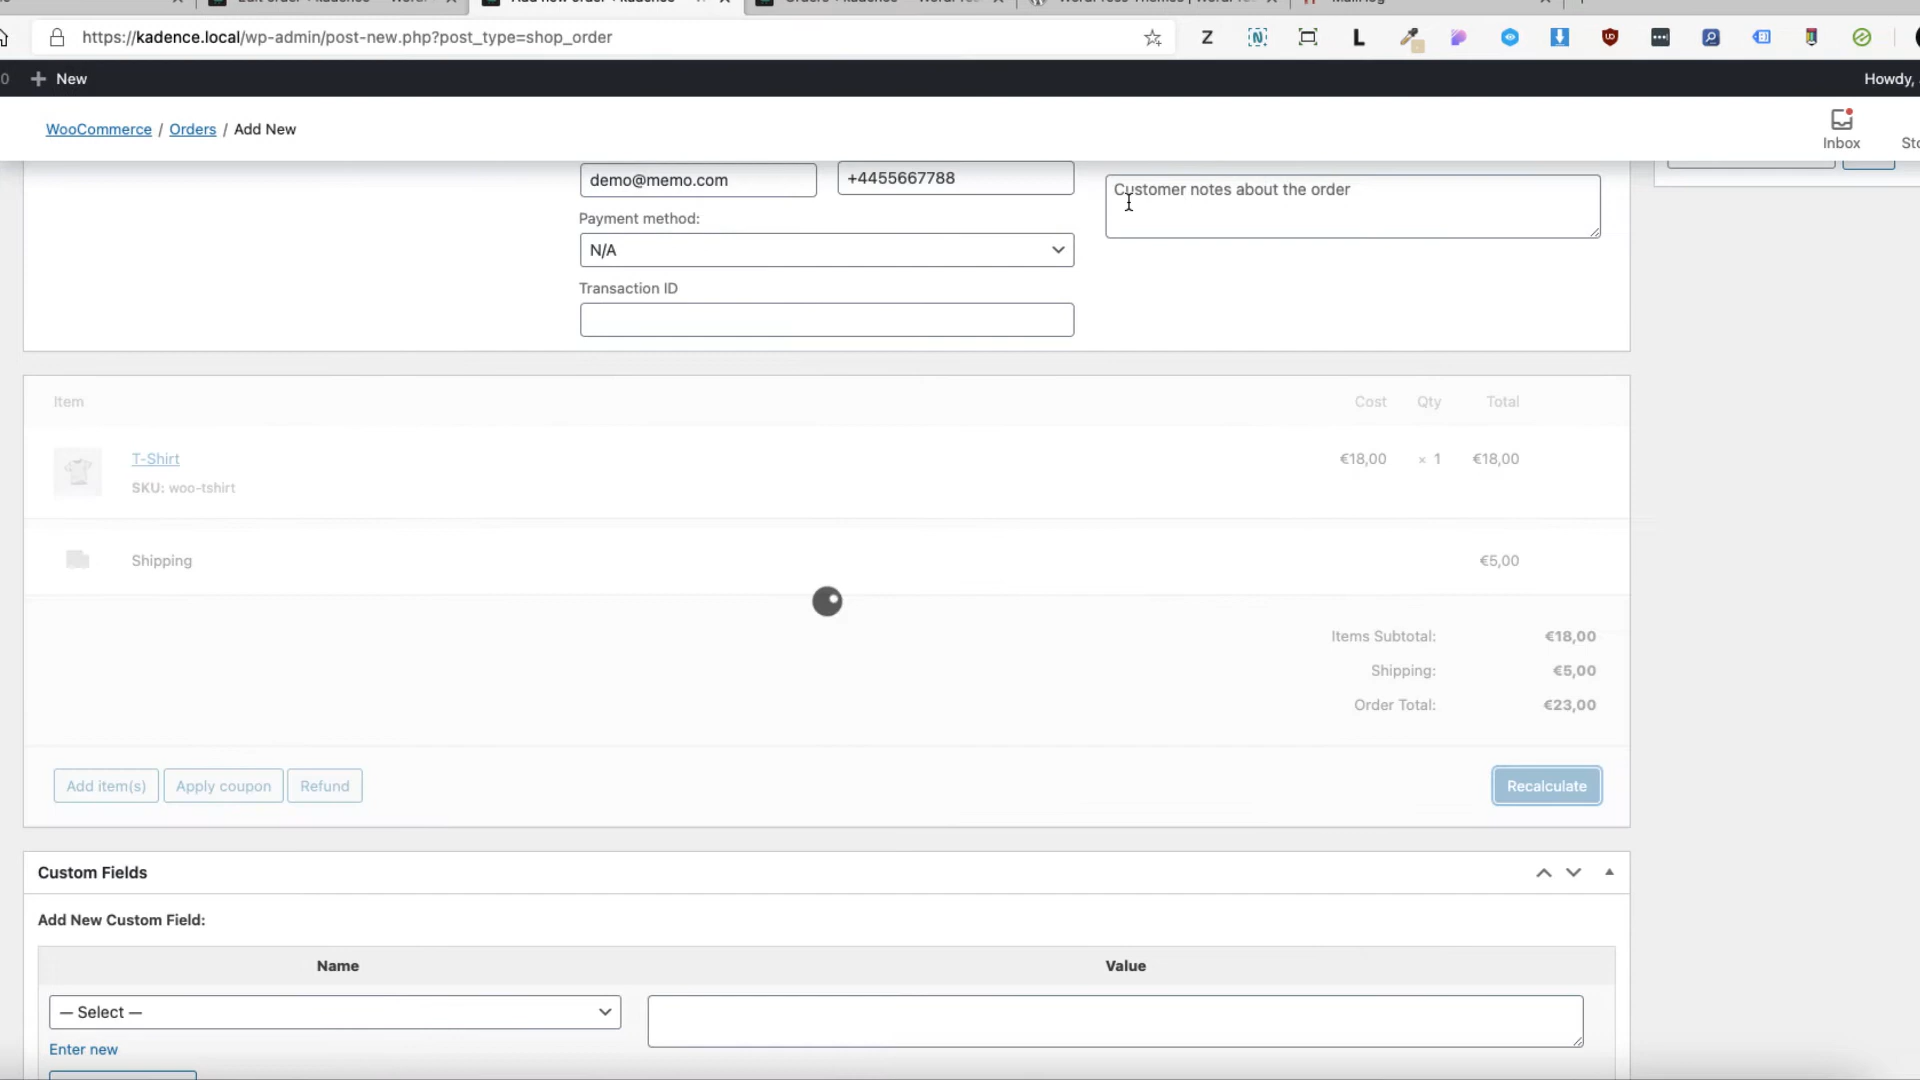 https://kadence.local/wp-admin/post-new.php?post_type=shop_order
Z
L
0
New
Howdy,
WooCommerce / Orders / Add New
Inbox
demo@memo.com
+4455667788
Customer notes about the order
Payment method:
N/A
Transaction ID
Item
Cost
Qty
Total
T-Shirt
€18,00
× 1
€18,00
SKU: woo-tshirt
Shipping
€5,00
Items Subtotal:
€18,00
Shipping:
€5,00
Order Total:
€23,00
Add item(s)
Apply coupon
Refund
Recalculate
Custom Fields
Add New Custom Field:
Name
Value
— Select —
Enter new